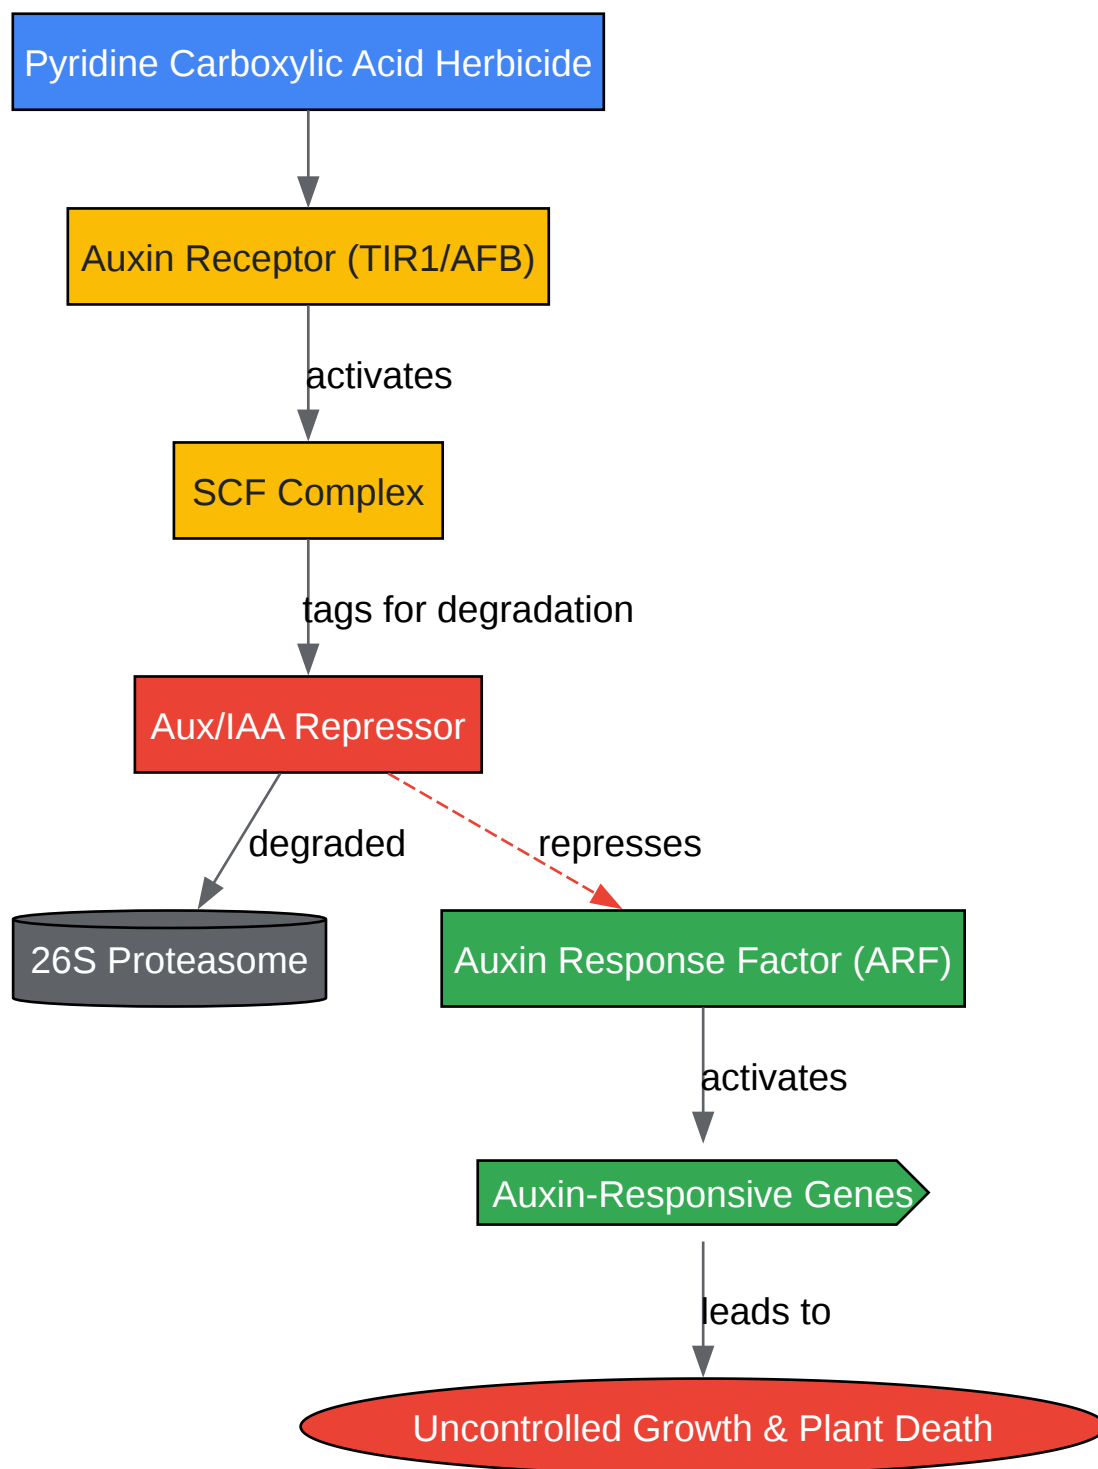 Pyridine Carboxylic Acid Herbicide
Auxin Receptor (TIR1/AFB)
activates
SCF Complex
tags for degradation
Aux/IAA Repressor
degraded
represses
26S Proteasome
Auxin Response Factor (ARF)
activates
Auxin-Responsive Genes
leads to
Uncontrolled Growth & Plant Death